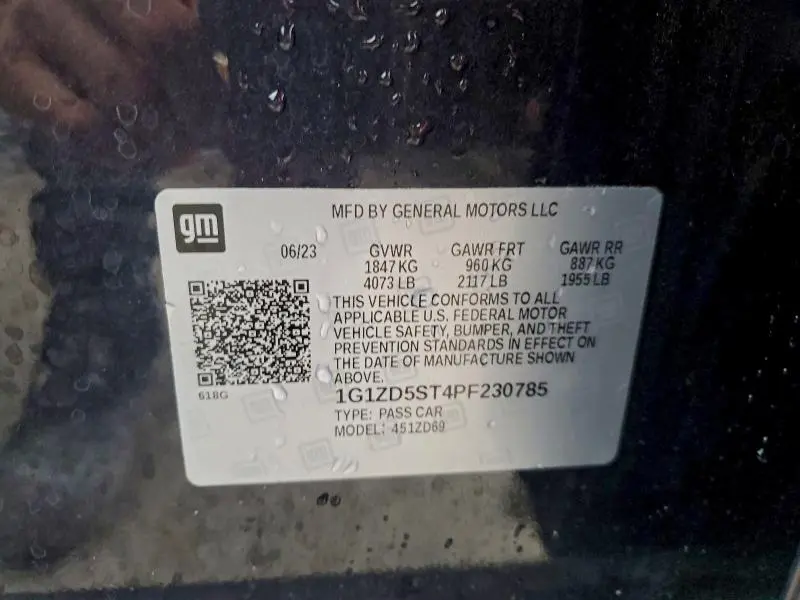 gm
MFD BY GENERAL MOTORS LLC
06/23 GVWR GAWR FRT GAWR RR
1847 KG 960 KG 887 KG
4073 LB 2117 LB 1955 LB
THIS VEHICLE CONFORMS TO ALL
APPLICABLE U.S. FEDERAL MOTOR
VEHICLE SAFETY, BUMPER, AND THEFT
PREVENTION STANDARDS IN EFFECT ON
THE DATE OF MANUFACTURE SHOWN
ABOVE.
618G
1G1ZD5ST4PF230785
TYPE: PASS CAR
MODEL: 451ZD69